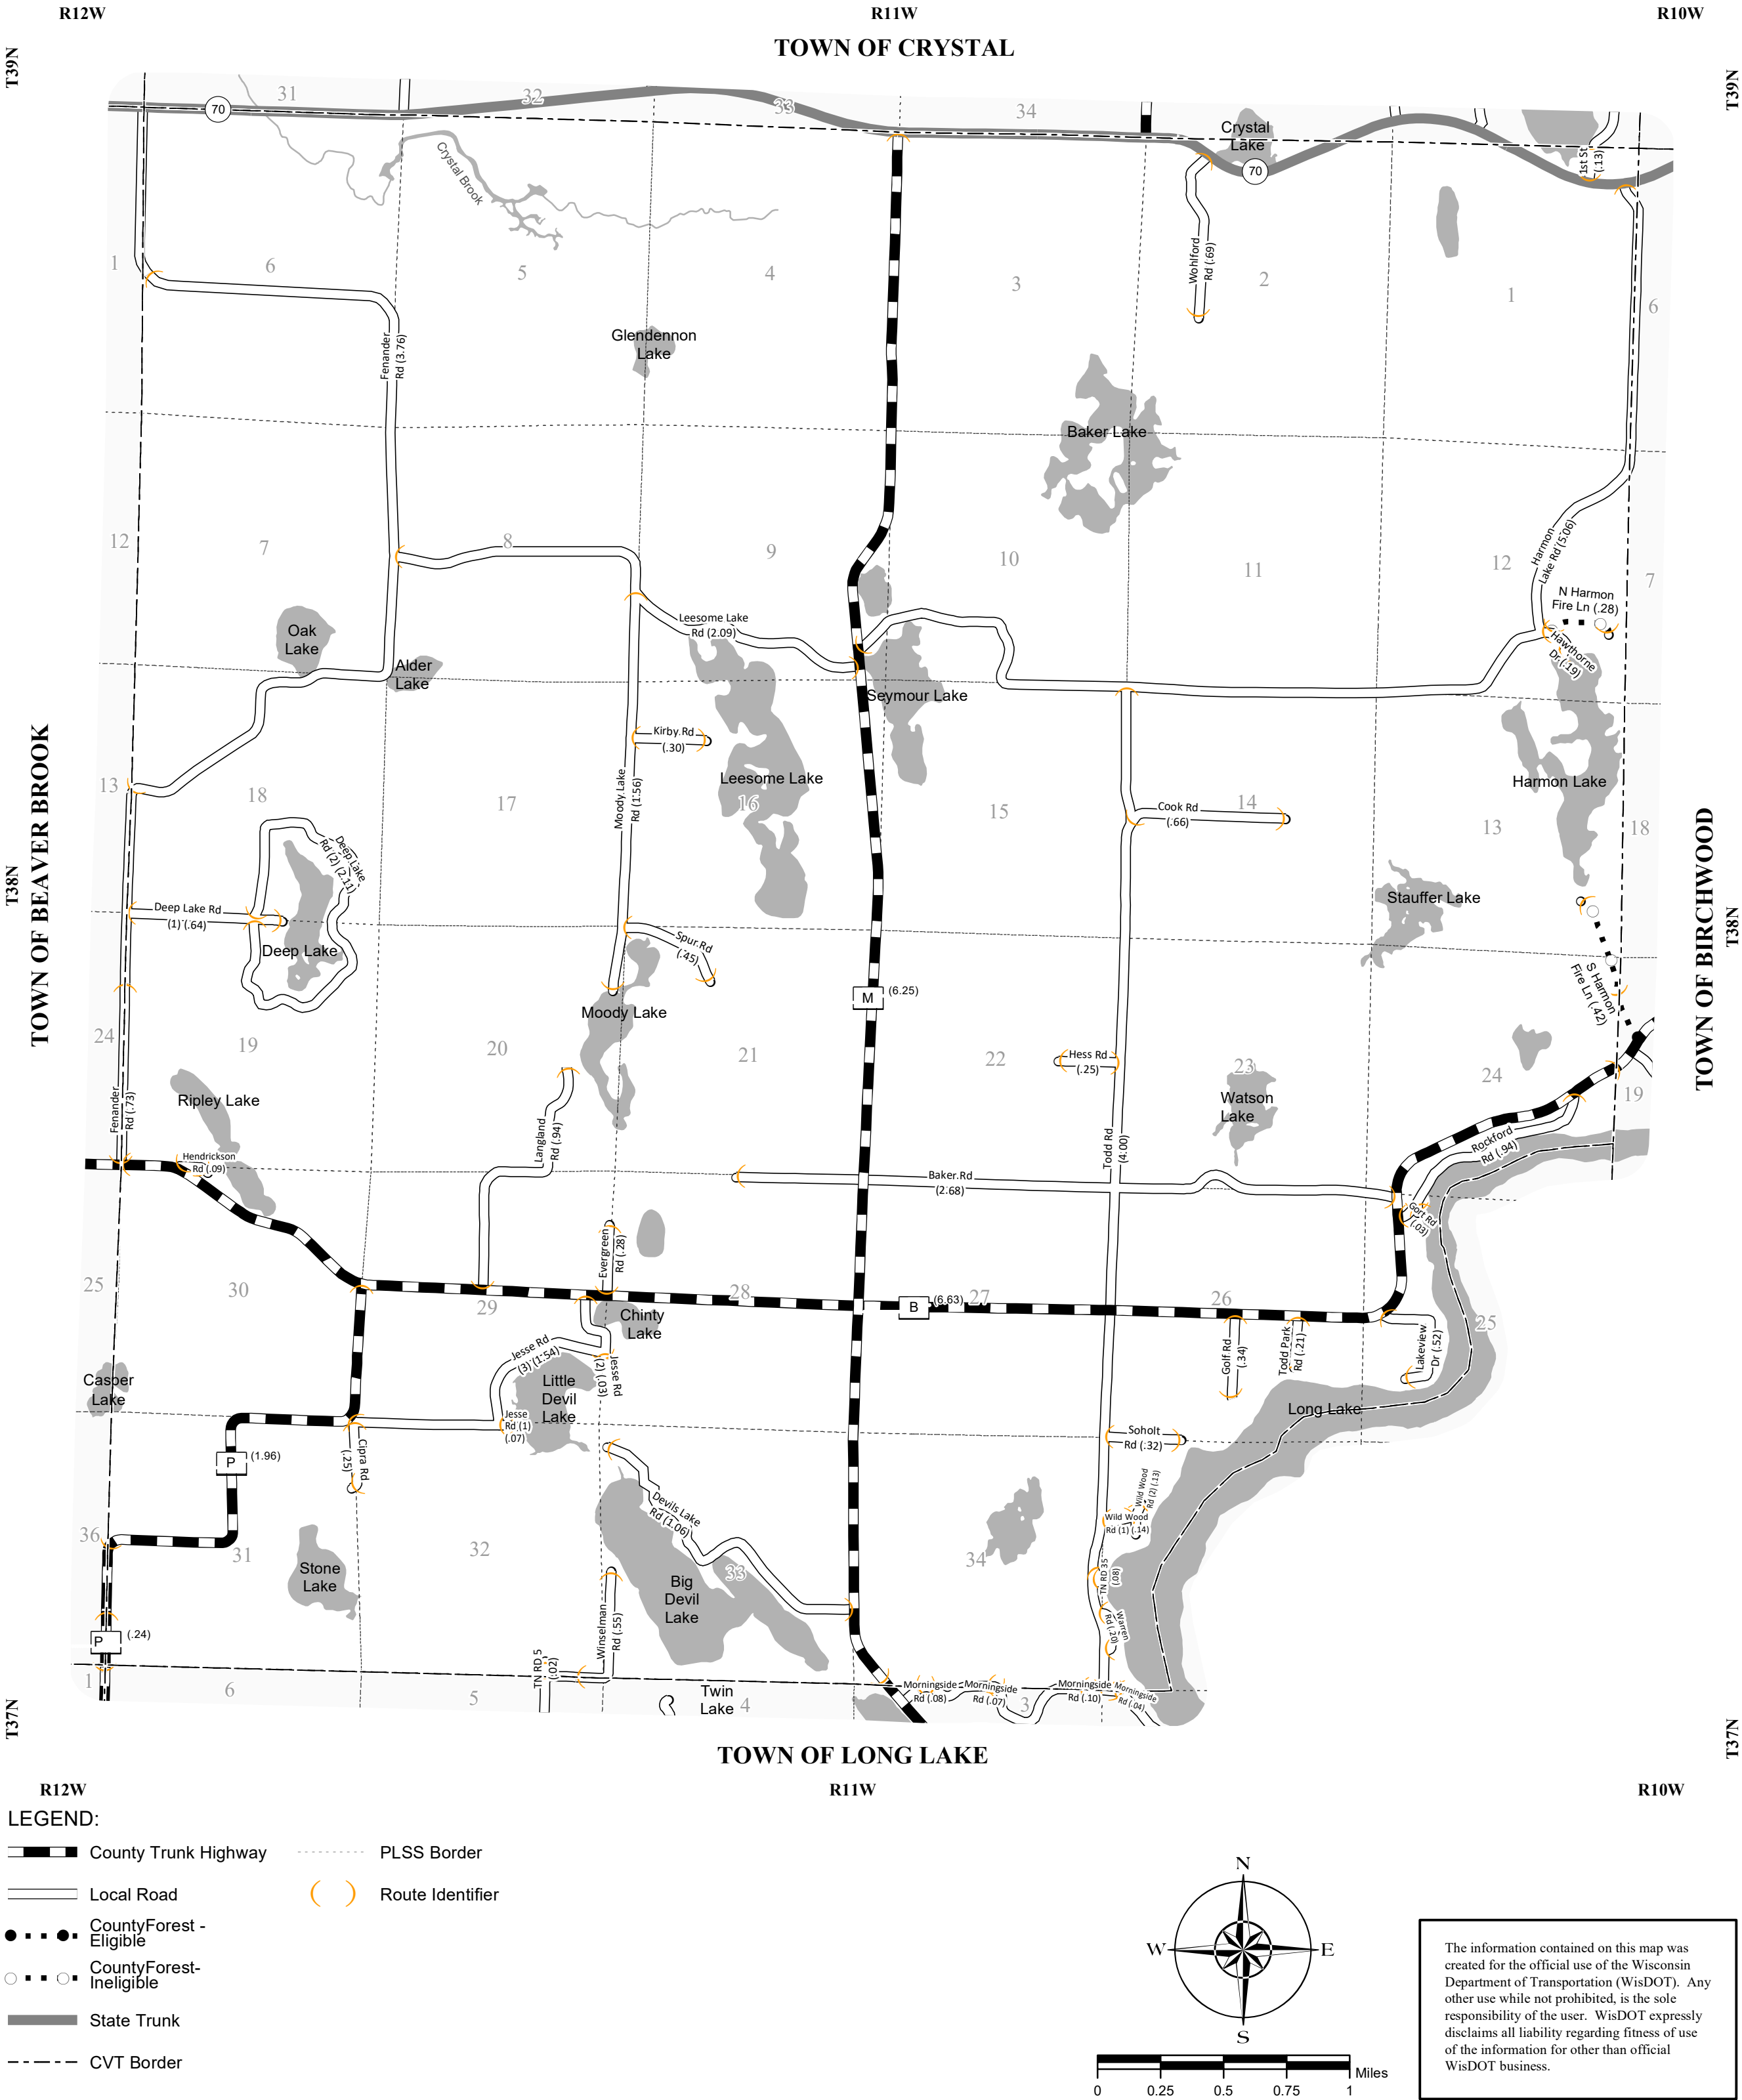 R12W
R11W
R10W
TOWN OF CRYSTAL
T39N
T39N
31
32
33
34
70
70
Crystal
Lake
1st St
(.13)
Crystal Brook
Wohlford
Rd (.69)
1
6
5
4
3
2
1
6
Glendennon
Lake
Fenander
Rd (3.76)
Baker Lake
12
7
8
9
10
11
12
7
Harmon
Lake Rd (5.06)
N Harmon
Fire Ln (.28)
Hawthorne
Dr (.19)
Oak
Lake
Alder
Lake
Leesome Lake
Rd (2.09)
Seymour Lake
Kirby Rd
(.30)
Moody Lake
Rd (1.56)
Leesome Lake
Harmon Lake
13
18
17
16
15
14
13
18
Cook Rd
(.66)
Deep Lake
Rd (2) (2.11)
Deep Lake Rd
(1) (.64)
Deep Lake
Spur Rd
(.45)
Stauffer Lake
TOWN OF BEAVER BROOK
TOWN OF BIRCHWOOD
T38N
T38N
M
(6.25)
S Harmon
Fire Ln (.42)
Moody Lake
24
19
20
21
22
23
24
19
Hess Rd
(.25)
Watson
Lake
Ripley Lake
Fenander
Rd (.73)
Langland
Rd (.94)
Todd Rd
(4.00)
Rockford
Rd (.94)
Hendrickson
Rd (.09)
Baker Rd
(2.68)
Gort Rd
(.03)
Evergreen
Rd (.28)
25
30
29
28
27
26
25
B
(6.63)
Chinty
Lake
Jesse Rd
(3) (1.54)
Jesse Rd
(2) (.03)
Golf Rd
(.34)
Todd Park
Rd (.21)
Lakeview
Dr (.52)
Casper
Lake
Little
Devil
Lake
Long Lake
Jesse
Rd (1)
(.07)
Cipra Rd
(.25)
P
(1.96)
Soholt
Rd (.32)
Wild Wood
Rd (2) (.13)
Wild Wood
Rd (1) (.14)
Devils Lake
Rd (1.06)
36
31
32
33
34
Stone
Lake
Big
Devil
Lake
TN RD 35
(.08)
Warren
Rd (.20)
Winselman
Rd (.55)
P
(.24)
TN RD 5
(.02)
Morningside
Rd (.08)
Morningside
Rd (.07)
Morningside
Rd (.10)
Morningside
Rd (.04)
1
6
5
4
3
Twin
Lake
T37N
T37N
TOWN OF LONG LAKE
R12W
R11W
R10W
LEGEND:
County Trunk Highway
PLSS Border
Local Road
Route Identifier
CountyForest -
Eligible
CountyForest-
Ineligible
State Trunk
CVT Border
N
W
E
S
Miles
0
0.25
0.5
0.75
1
The information contained on this map was
created for the official use of the Wisconsin
Department of Transportation (WisDOT). Any
other use while not prohibited, is the sole
responsibility of the user. WisDOT expressly
disclaims all liability regarding fitness of use
of the information for other than official
WisDOT business.